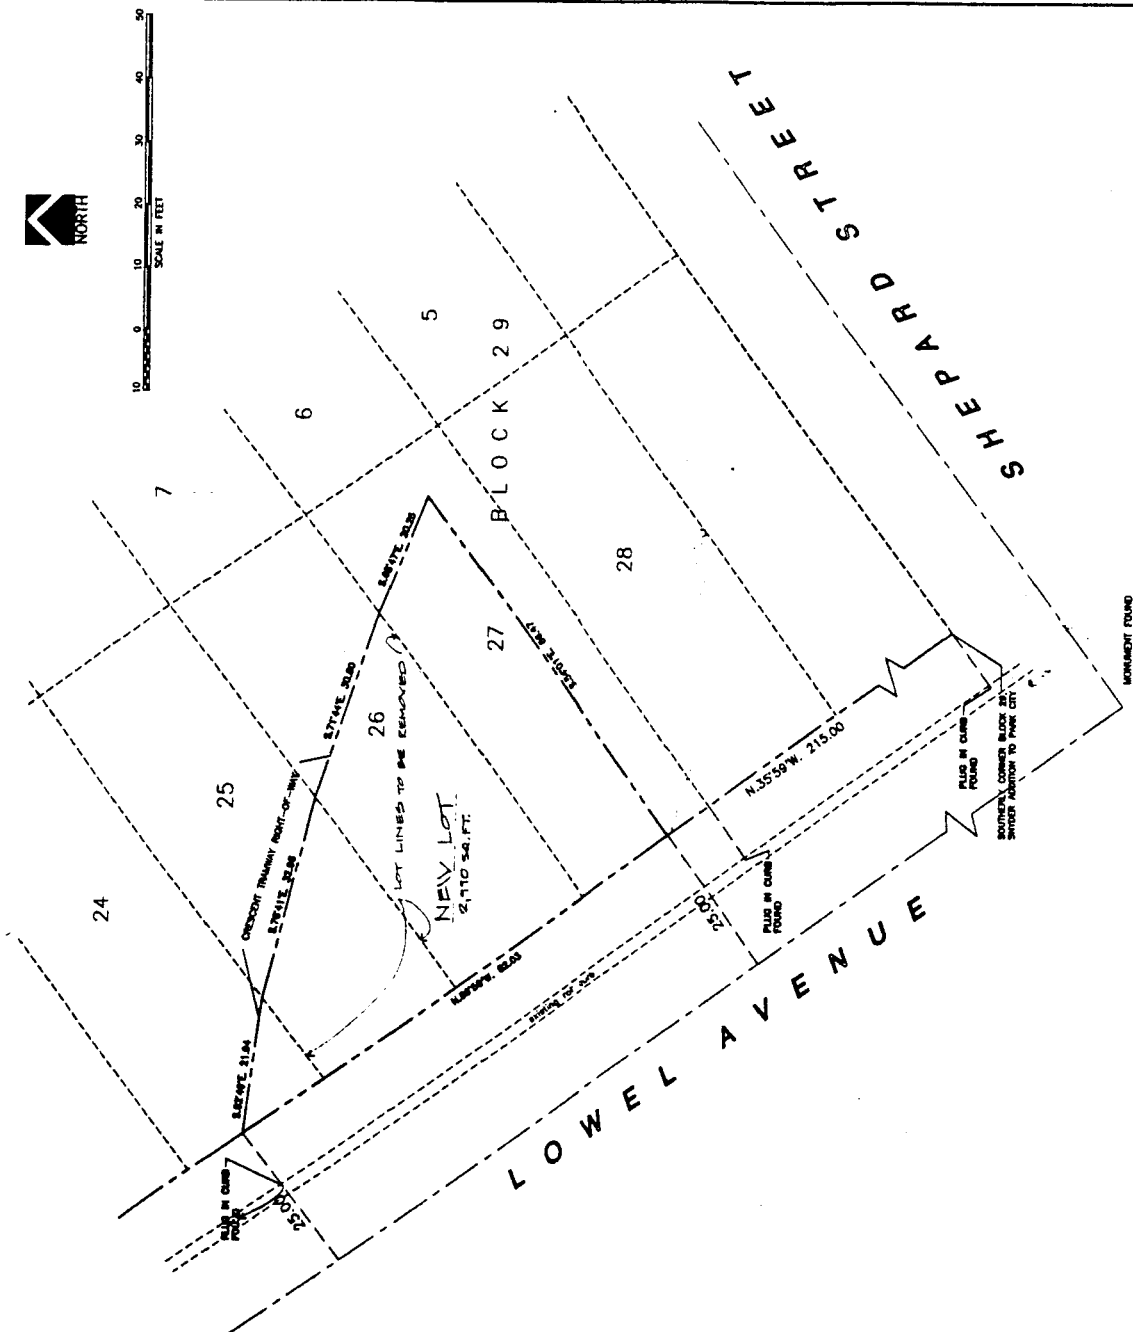 50
40
30
20
10
0
10
SCALE IN FEET
NORTH
SHEPARD STREET
5
BLOCK 29
6
7
28
27
26
25
24
CRESCENT TRAMWAY RIGHT-OF-WAY
LOT LINES TO BE REMOVED
NEW LOT
2,770 SQ. FT.
N.35°59'W. 215.00
PLUG IN CURB
FOUND
SOUTHERLY CORNER BLOCK 29,
SNYDER ADDITION TO PARK CITY
MONUMENT FOUND
25.00
PLUG IN CURB
FOUND
existing curb
LOWEL AVENUE
PLUG IN CURB
FOUND
25.00